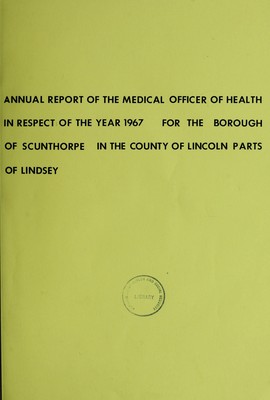 ANNUAL REPORT OF THE MEDICAL OFFICER OF HEALTH
IN RESPECT OF THE YEAR 1967 FOR THE BOROUGH
OF SCUNTHORPE IN THE COUNTY OF LINCOLN PARTS
OF LINDSEY
LIBRARY